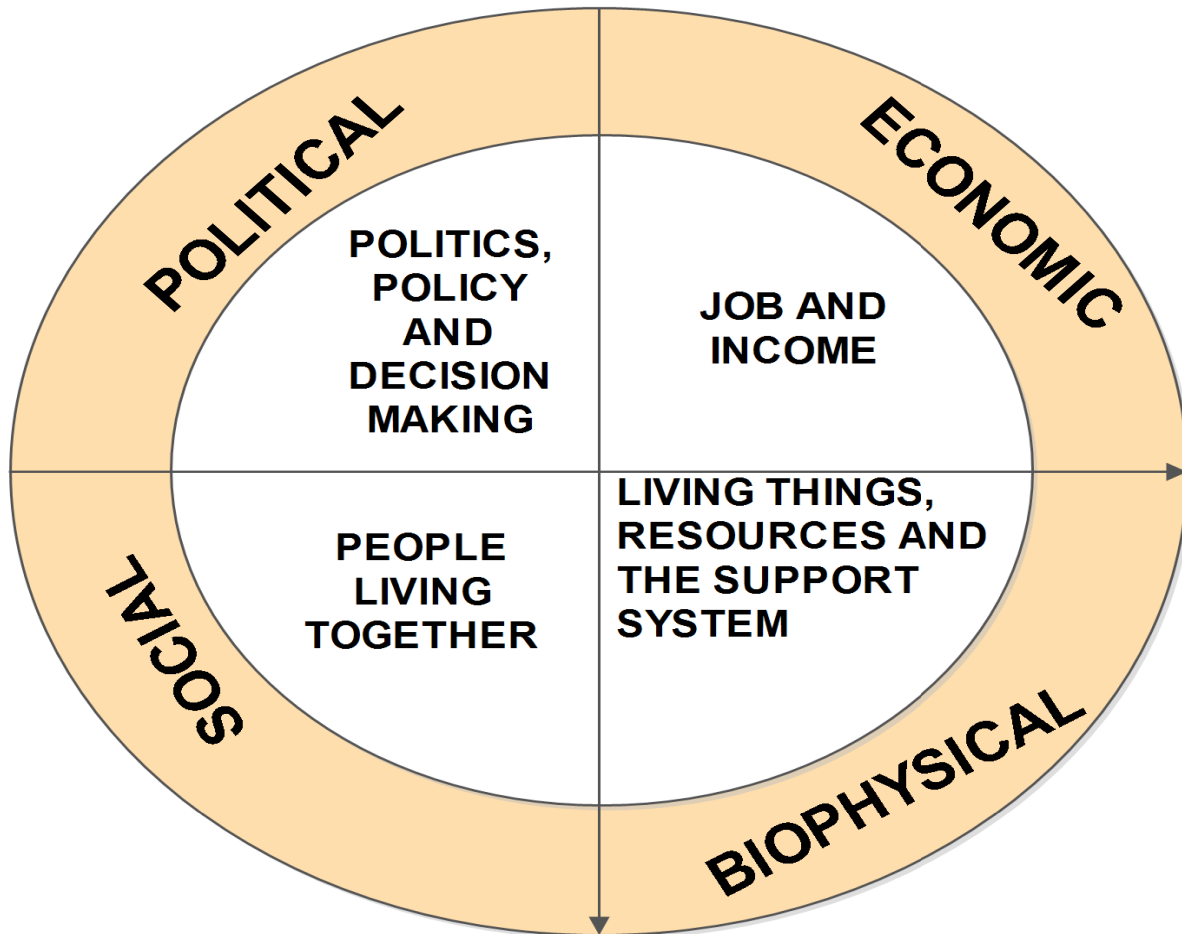 POLITICAL
POLITICS,
POLICY
AND
DECISION
MAKING
ECONOMIC
JOB AND
INCOME
SOCIAL
PEOPLE
LIVING
TOGETHER
BIOPHYSICAL
LIVING THINGS,
RESOURCES AND
THE SUPPORT
SYSTEM